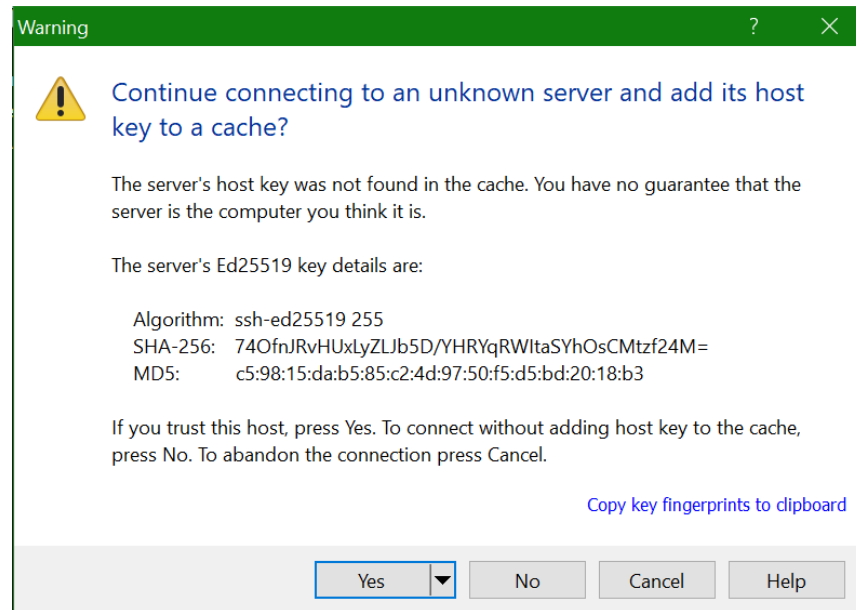 Warning
?
Continue connecting to an unknown server and add its host
key to a cache?
The server's host key was not found in the cache. You have no guarantee that the
server is the computer you think it is.
The server's Ed25519 key details are:
Algorithm: ssh-ed25519 255
SHA-256: 74OfnJRvHUxLyZLJb5D/YHRYqRWItaSYhOsCMtzf24M=
MD5: c5:98:15:da:b5:85:c2:4d:97:50:f5:d5:bd:20:18:b3
If you trust this host, press Yes. To connect without adding host key to the cache,
press No. To abandon the connection press Cancel.
Copy key fingerprints to clipboard
Yes No Cancel Help